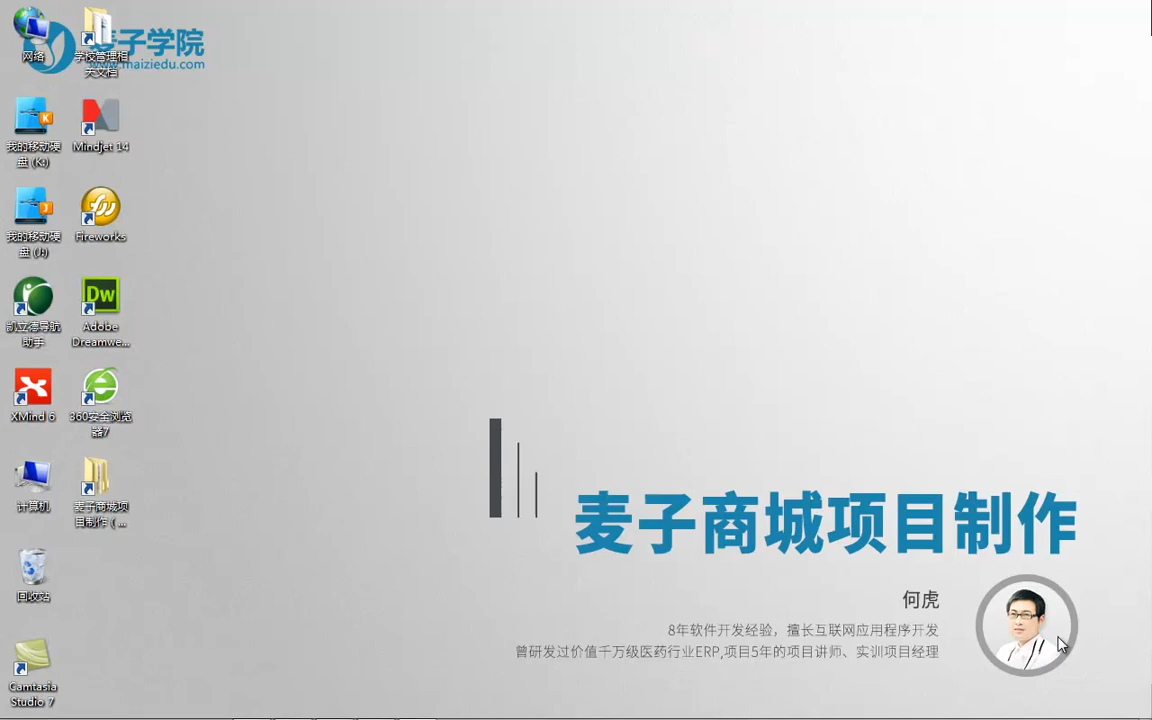 麦子学院
www.maiziedu.com
网络
学校管理相
关文档
我的移动硬
盘 (K:)
Mindjet 14
我的移动硬
盘 (J:)
Fireworks
凯立德导航
助手
Adobe
Dreamwe...
XMind 6
360安全浏览
器7
计算机
麦子商城项
目制作 ( ...
回收站
Camtasia
Studio 7
麦子商城项目制作
何虎
8年软件开发经验，擅长互联网应用程序开发
曾研发过价值千万级医药行业ERP,项目5年的项目讲师、实训项目经理